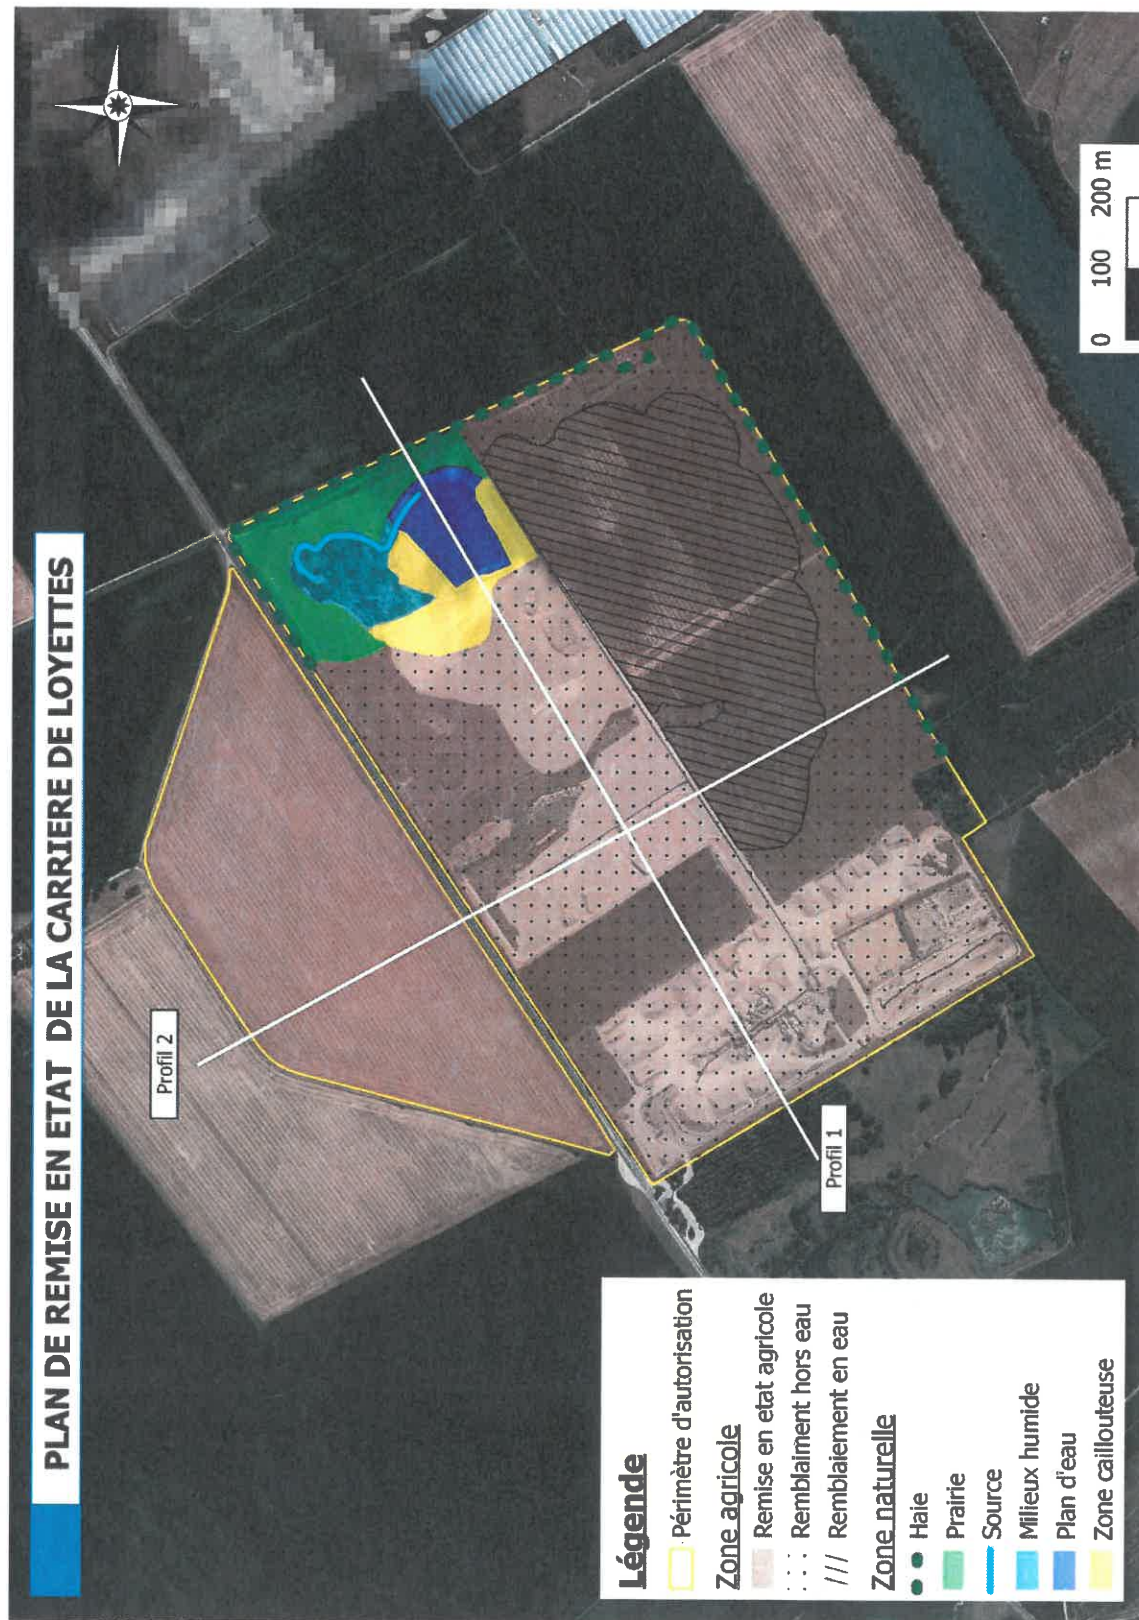 PLAN DE REMISE EN ETAT DE LA CARRIERE DE LOYETTES
Profil 2
Profil 1
0 100 200 m
Légende
Périmètre d'autorisation
Zone agricole
Remise en etat agricole
Remblaiment hors eau
Remblaiement en eau
Zone naturelle
Haie
Prairie
Source
Milieux humide
Plan d'eau
Zone caillouteuse